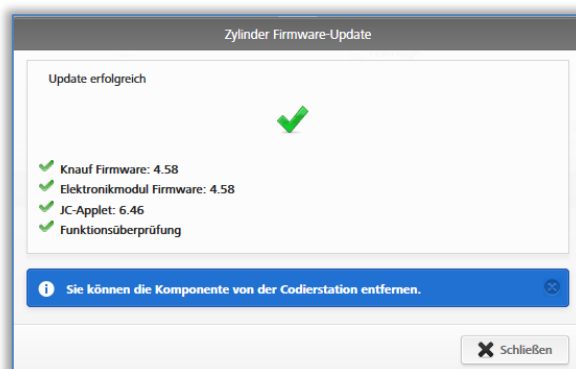 Zylinder Firmware-Update
Update erfolgreich
Knauf Firmware: 4.58
Elektronikmodul Firmware: 4.58
JC-Applet: 6.46
Funktionsüberprüfung
Sie können die Komponente von der Codierstation entfernen.
Schließen